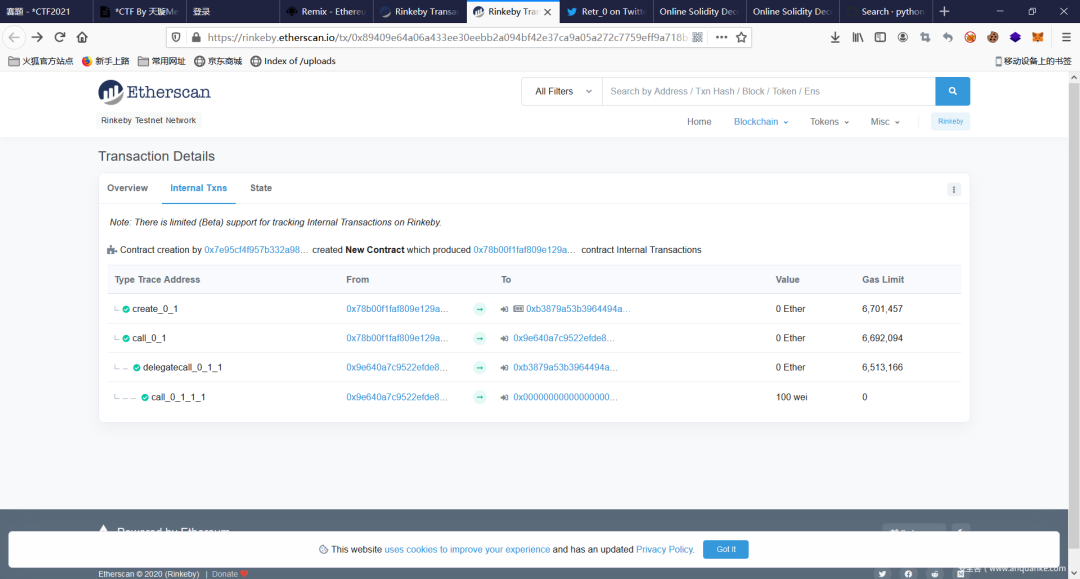 赛题 - *CTF2021
*CTF By 天璇Me
登录
Remix - Ethereu
Rinkeby Transa
Rinkeby Tran
Retr_0 on Twitt
Online Solidity Dec
Online Solidity Dec
Search · python
https://rinkeby.etherscan.io/tx/0x89409e64a06a433ee30eebb2a094bf42e37ca9a05a272c7759eff9a718b
火狐官方站点 新手上路 常用网址 京东商城 Index of /uploads 移动设备上的书签
Etherscan
All Filters
Search by Address / Txn Hash / Block / Token / Ens
Rinkeby Testnet Network
Home Blockchain Tokens Misc Rinkeby
Transaction Details
Overview Internal Txns State
Note: There is limited (Beta) support for tracking Internal Transactions on Rinkeby.
Contract creation by 0x7e95cf4f957b332a98... created New Contract which produced 0x78b00f1faf809e129a... contract Internal Transactions
Type Trace Address From To Value Gas Limit
create_0_1 0x78b00f1faf809e129a... 0xb3879a53b3964494a... 0 Ether 6,701,457
call_0_1 0x78b00f1faf809e129a... 0x9e640a7c9522efde8... 0 Ether 6,692,094
delegatecall_0_1_1 0x9e640a7c9522efde8... 0xb3879a53b3964494a... 0 Ether 6,513,166
call_0_1_1_1 0x9e640a7c9522efde8... 0x00000000000000000... 100 wei 0
Powered by Ethereum
This website uses cookies to improve your experience and has an updated Privacy Policy.
Got It
Etherscan © 2020 (Rinkeby) | Donate
安全客 ( www.anquanke.com